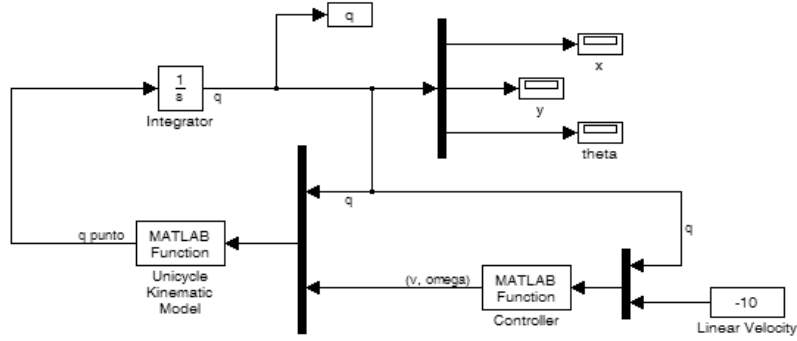 q
x
1
s
q
Integrator
y
theta
q
q punto
MATLAB
Function
Unicycle
Kinematic
Model
(v, omega)
MATLAB
Function
Controller
q
-10
Linear Velocity